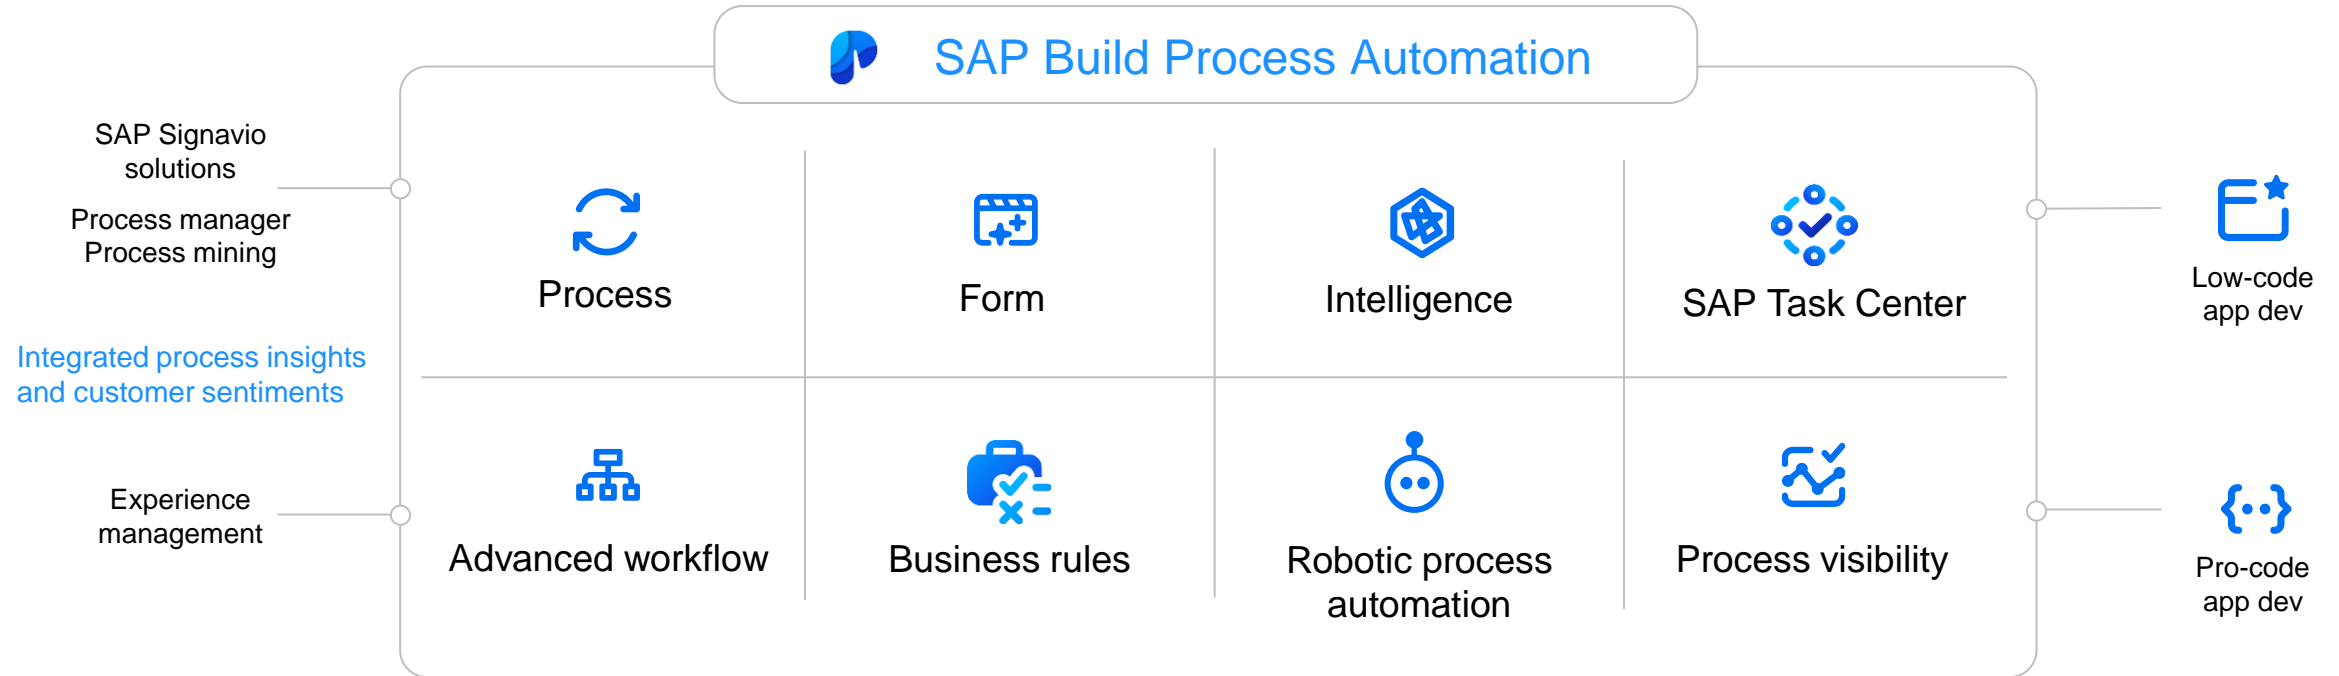 SAP Build Process Automation
SAP Signavio
solutions
Process manager
Process mining
Integrated process insights
and customer sentiments
Experience
management
Process
Form
Intelligence
SAP Task Center
Advanced workflow
Business rules
Robotic process
automation
Process visibility
Low-code
app dev
Pro-code
app dev